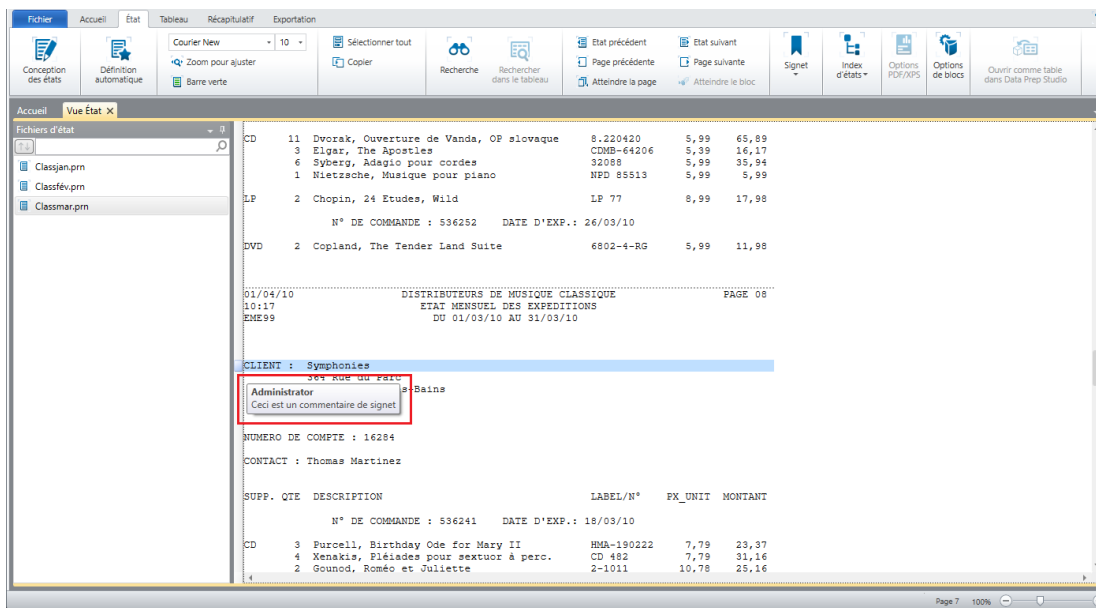 Fichier Accueil État Tableau Récapitulatif Exportation
Conception des états
Définition automatique
Courier New 10
Zoom pour ajuster
Barre verte
Sélectionner tout
Copier
Recherche
Rechercher dans le tableau
Etat précédent
Page précédente
Atteindre la page
Etat suivant
Page suivante
Atteindre le bloc
Signet
Index d'états
Options PDF/XPS
Options de blocs
Ouvrir comme table dans Data Prep Studio
Accueil Vue État
Fichiers d'état
Classjan.prn
Classfév.prn
Classmar.prn
CD 11 Dvorak, Ouverture de Vanda, OP slovaque 8.220420 5,99 65,89
3 Elgar, The Apostles CDMB-64206 5,39 16,17
6 Syberg, Adagio pour cordes 32088 5,99 35,94
1 Nietzsche, Musique pour piano NPD 85513 5,99 5,99
LP 2 Chopin, 24 Etudes, Wild LP 77 8,99 17,98
N° DE COMMANDE : 536252 DATE D'EXP.: 26/03/10
DVD 2 Copland, The Tender Land Suite 6802-4-RG 5,99 11,98
01/04/10 DISTRIBUTEURS DE MUSIQUE CLASSIQUE PAGE 08
10:17 ETAT MENSUEL DES EXPEDITIONS
EME99 DU 01/03/10 AU 31/03/10
CLIENT : Symphonies
364 Rue du Parc
s-Bains
Administrator
Ceci est un commentaire de signet
NUMERO DE COMPTE : 16284
CONTACT : Thomas Martinez
SUPP. QTE DESCRIPTION LABEL/N° PX_UNIT MONTANT
N° DE COMMANDE : 536241 DATE D'EXP.: 18/03/10
CD 3 Purcell, Birthday Ode for Mary II HMA-190222 7,79 23,37
4 Xenakis, Pléiades pour sextuor à perc. CD 482 7,79 31,16
2 Gounod, Roméo et Juliette 2-1011 10,78 25,16
Page 7 100%